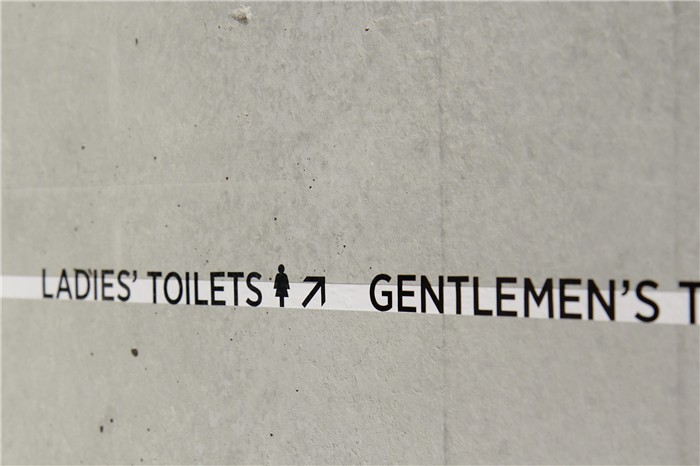 LADIES' TOILETS ↗ GENTLEMEN'S T